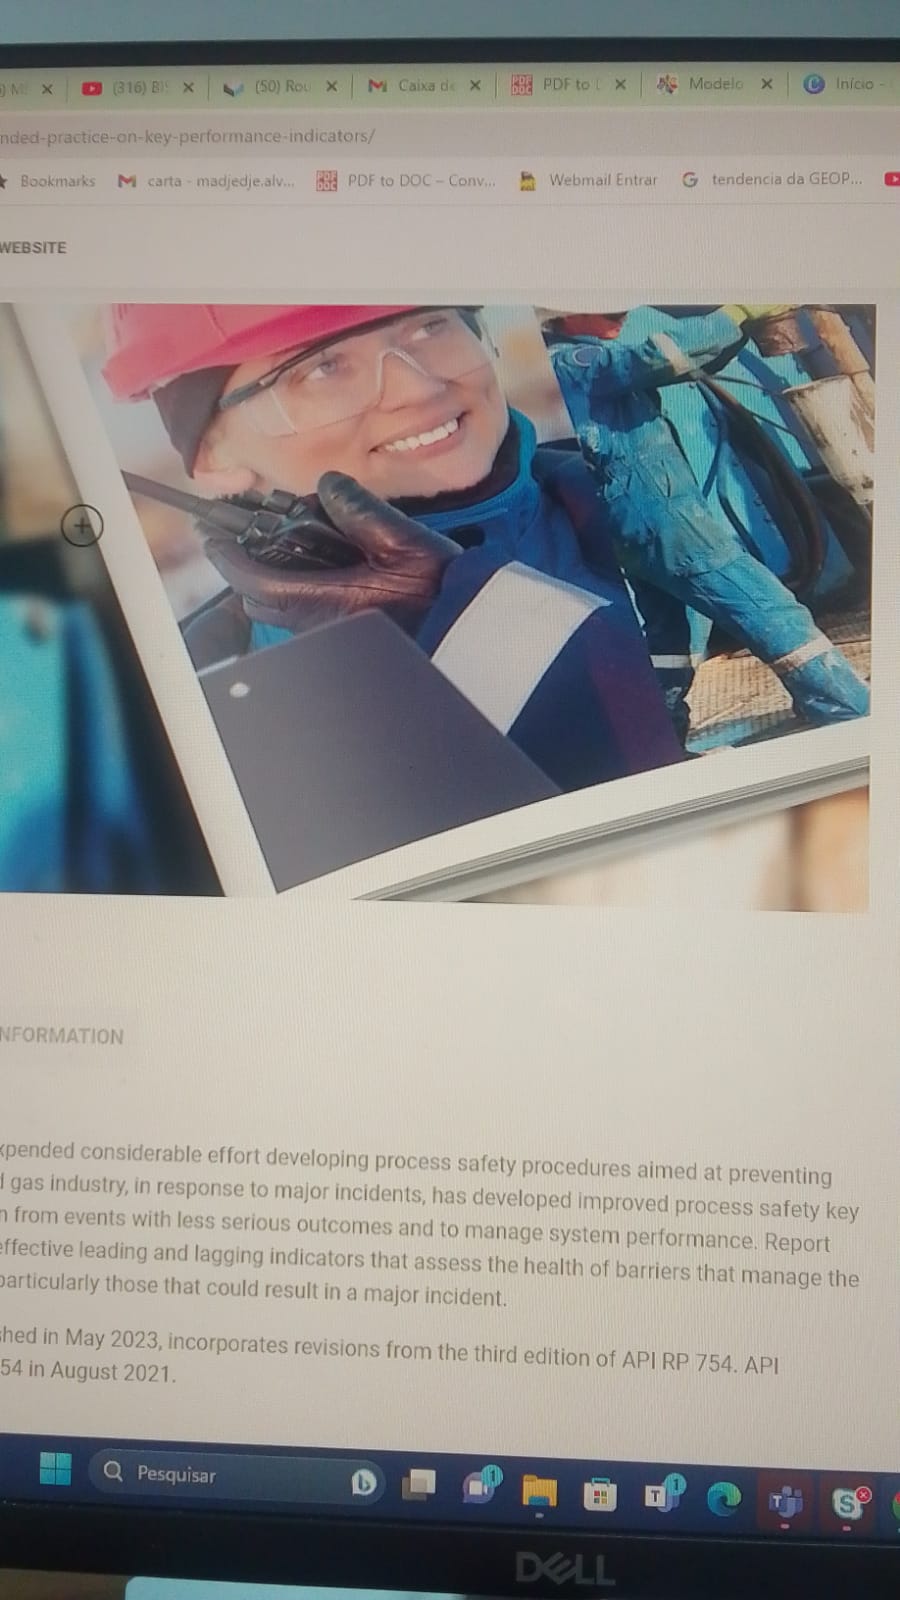 (316) BIS
(50) Rou
Caixa de
PDF to
Modelo
Início -
nded-practice-on-key-performance-indicators/
Bookmarks
carta - madjedje.alv...
PDF to DOC – Conv...
Webmail Entrar
tendencia da GEOP...
WEBSITE
NFORMATION
xpended considerable effort developing process safety procedures aimed at preventing
gas industry, in response to major incidents, has developed improved process safety key
n from events with less serious outcomes and to manage system performance. Report
effective leading and lagging indicators that assess the health of barriers that manage the
particularly those that could result in a major incident.
shed in May 2023, incorporates revisions from the third edition of API RP 754. API
54 in August 2021.
Pesquisar
DELL